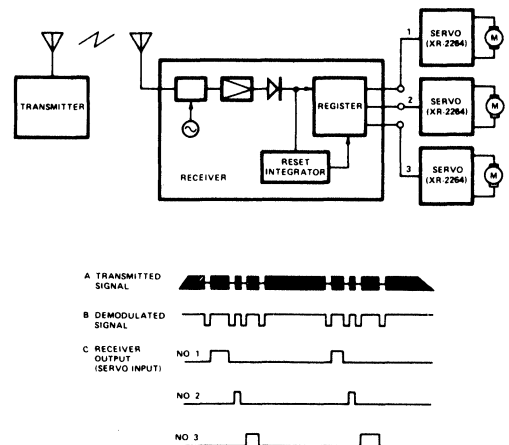 TRANSMITTER
RECEIVER
REGISTER
RESET
INTEGRATOR
1
SERVO
(XR-2264)
M
2
SERVO
(XR-2264)
M
3
SERVO
(XR-2264)
M
A TRANSMITTED
SIGNAL
B DEMODULATED
SIGNAL
C RECEIVER
OUTPUT
(SERVO INPUT)
NO 1
NO 2
NO 3